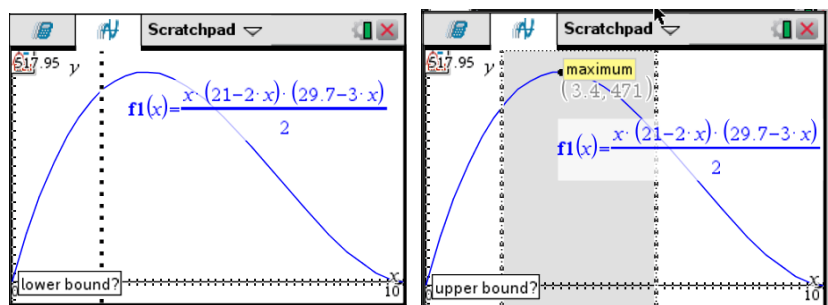 Scratchpad
517.95 y
f1(x)=x·(21−2·x)·(29.7−3·x)/2
lower bound?
x
10
Scratchpad
517.95 y
maximum
(3.4, 471)
f1(x)=x·(21−2·x)·(29.7−3·x)/2
upper bound?
x
10